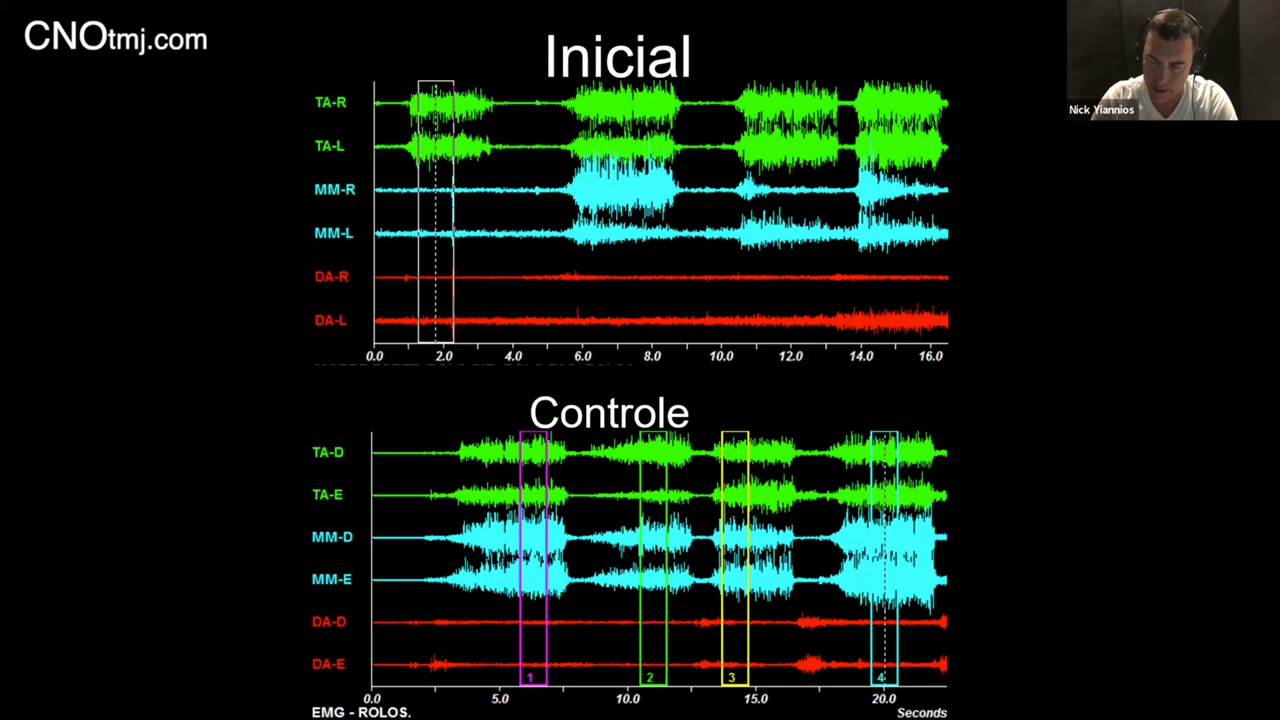 CNOtmj.com
Inicial
Nick Yiannios
TA-R
TA-L
MM-R
MM-L
DA-R
DA-L
0.0 2.0 4.0 6.0 8.0 10.0 12.0 14.0 16.0
Controle
TA-D
TA-E
MM-D
MM-E
DA-D
DA-E
1 2 3 4
0.0 5.0 10.0 15.0 20.0
EMG - ROLOS. Seconds